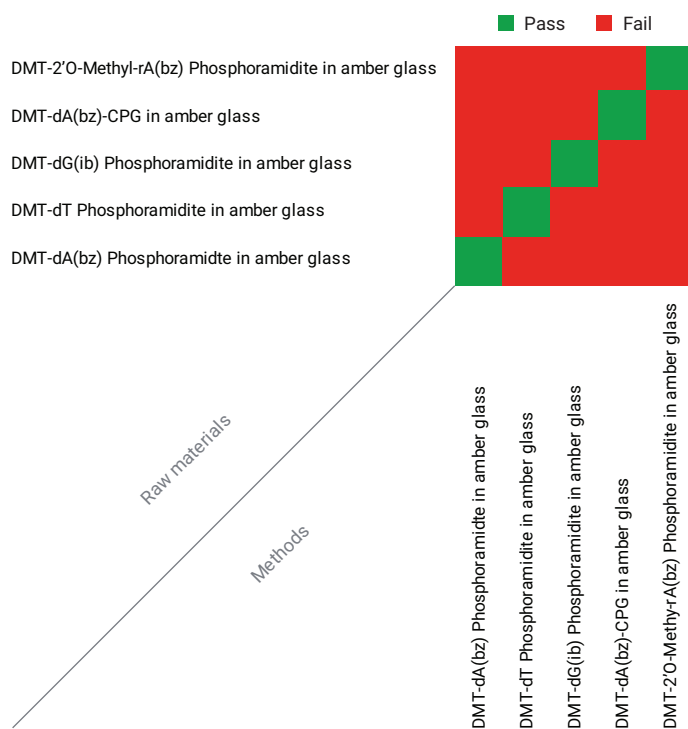 Pass Fail
DMT-2’O-Methyl-rA(bz) Phosphoramidite in amber glass
DMT-dA(bz)-CPG in amber glass
DMT-dG(ib) Phosphoramidite in amber glass
DMT-dT Phosphoramidite in amber glass
DMT-dA(bz) Phosphoramidte in amber glass
Raw materials
Methods
DMT-dA(bz) Phosphoramidte in amber glass
DMT-dT Phosphoramidite in amber glass
DMT-dG(ib) Phosphoramidite in amber glass
DMT-dA(bz)-CPG in amber glass
DMT-2’O-Methy-rA(bz) Phosphoramidite in amber glass